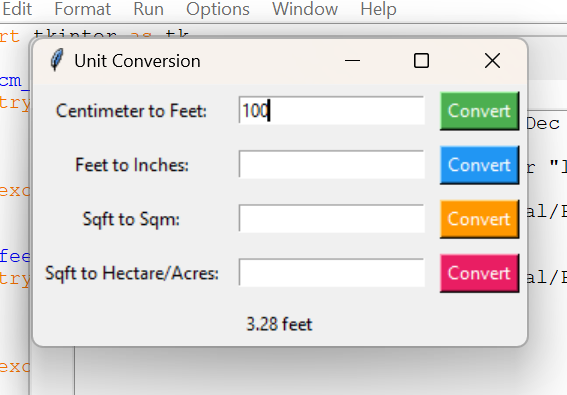 Edit Format Run Options Window Help
rt tkinter as tk
Unit Conversion
cm_
try
Centimeter to Feet: 100 Convert
Dec
Feet to Inches: Convert
exc
Sqft to Sqm: Convert
al/
fee
try
Sqft to Hectare/Acres: Convert
al/
3.28 feet
exc